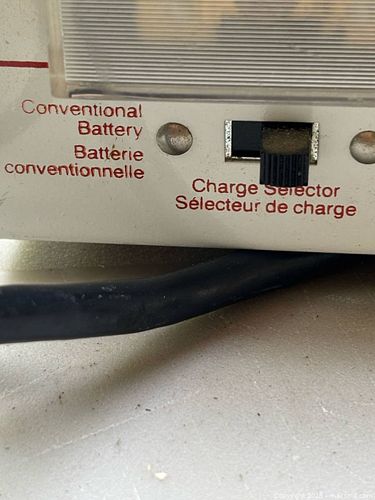 Conventional
Battery
Batterie
conventionnelle
Charge Selector
Sélecteur de charge